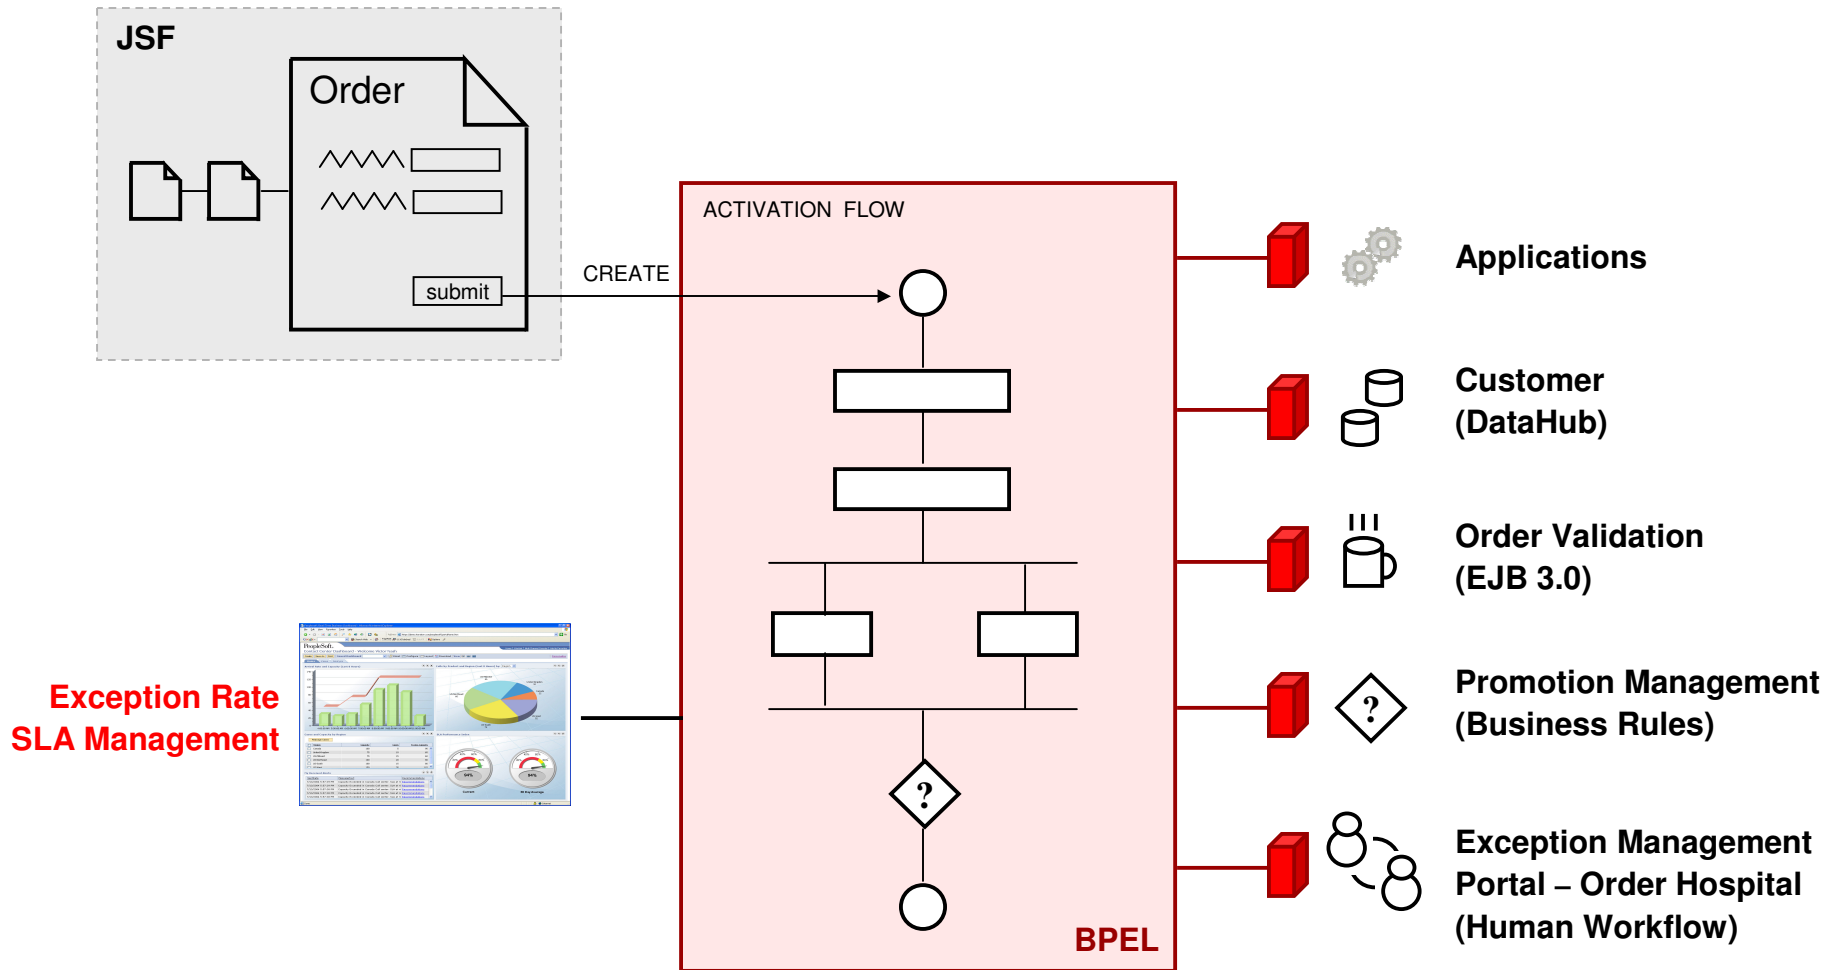 JSF
Order
submit
CREATE
ACTIVATION FLOW
?
BPEL
Exception Rate
SLA Management
PeopleSoft.
Applications
Customer
(DataHub)
Order Validation
(EJB 3.0)
?
Promotion Management
(Business Rules)
Exception Management
Portal – Order Hospital
(Human Workflow)